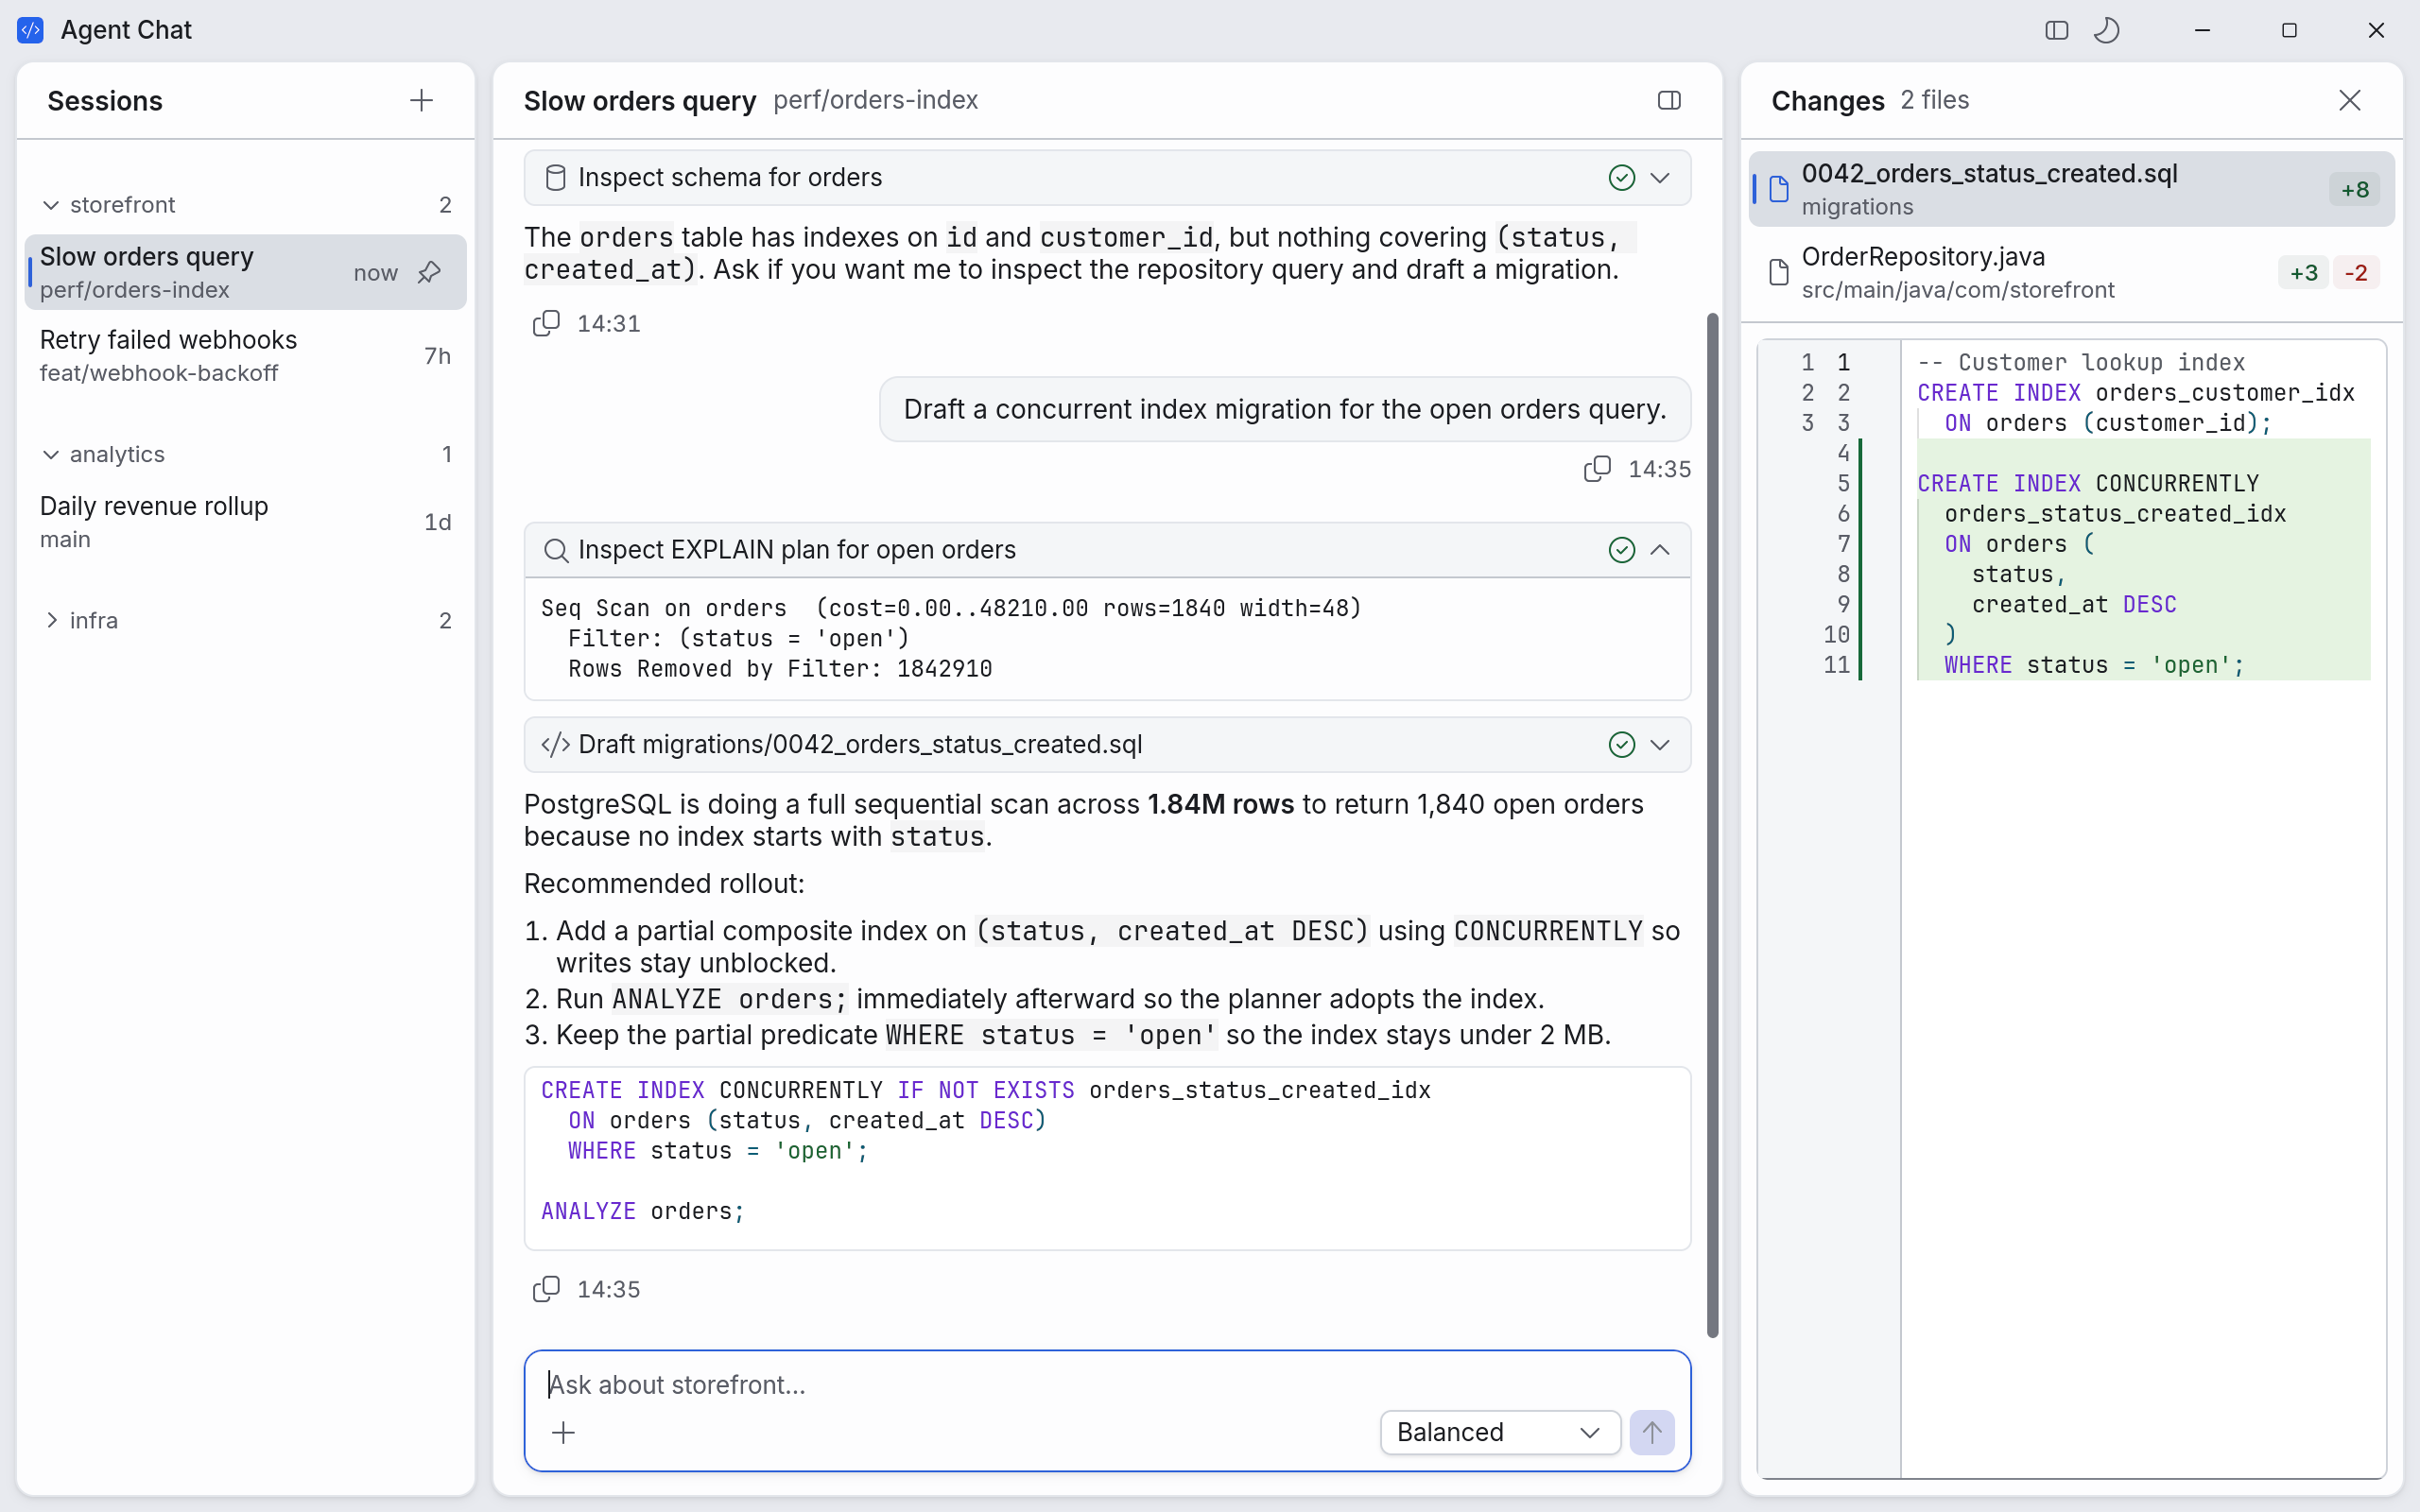 Agent Chat
Sessions
storefront 2
Slow orders query
perf/orders-index
now
Retry failed webhooks
feat/webhook-backoff
7h
analytics 1
Daily revenue rollup
main
1d
infra 2
Slow orders query perf/orders-index
Inspect schema for orders
The orders table has indexes on id and customer_id, but nothing covering (status,
created_at). Ask if you want me to inspect the repository query and draft a migration.
14:31
Draft a concurrent index migration for the open orders query.
14:35
Inspect EXPLAIN plan for open orders
Seq Scan on orders  (cost=0.00..48210.00 rows=1840 width=48)
  Filter: (status = 'open')
  Rows Removed by Filter: 1842910
Draft migrations/0042_orders_status_created.sql
PostgreSQL is doing a full sequential scan across 1.84M rows to return 1,840 open orders
because no index starts with status.
Recommended rollout:
1. Add a partial composite index on (status, created_at DESC) using CONCURRENTLY so
writes stay unblocked.
2. Run ANALYZE orders; immediately afterward so the planner adopts the index.
3. Keep the partial predicate WHERE status = 'open' so the index stays under 2 MB.
CREATE INDEX CONCURRENTLY IF NOT EXISTS orders_status_created_idx
  ON orders (status, created_at DESC)
  WHERE status = 'open';
ANALYZE orders;
14:35
Ask about storefront...
Balanced
Changes 2 files
0042_orders_status_created.sql
migrations
+8
OrderRepository.java
src/main/java/com/storefront
+3 -2
1 1 -- Customer lookup index
2 2 CREATE INDEX orders_customer_idx
3 3   ON orders (customer_id);
4
5 CREATE INDEX CONCURRENTLY
6   orders_status_created_idx
7   ON orders (
8     status,
9     created_at DESC
10   )
11   WHERE status = 'open';